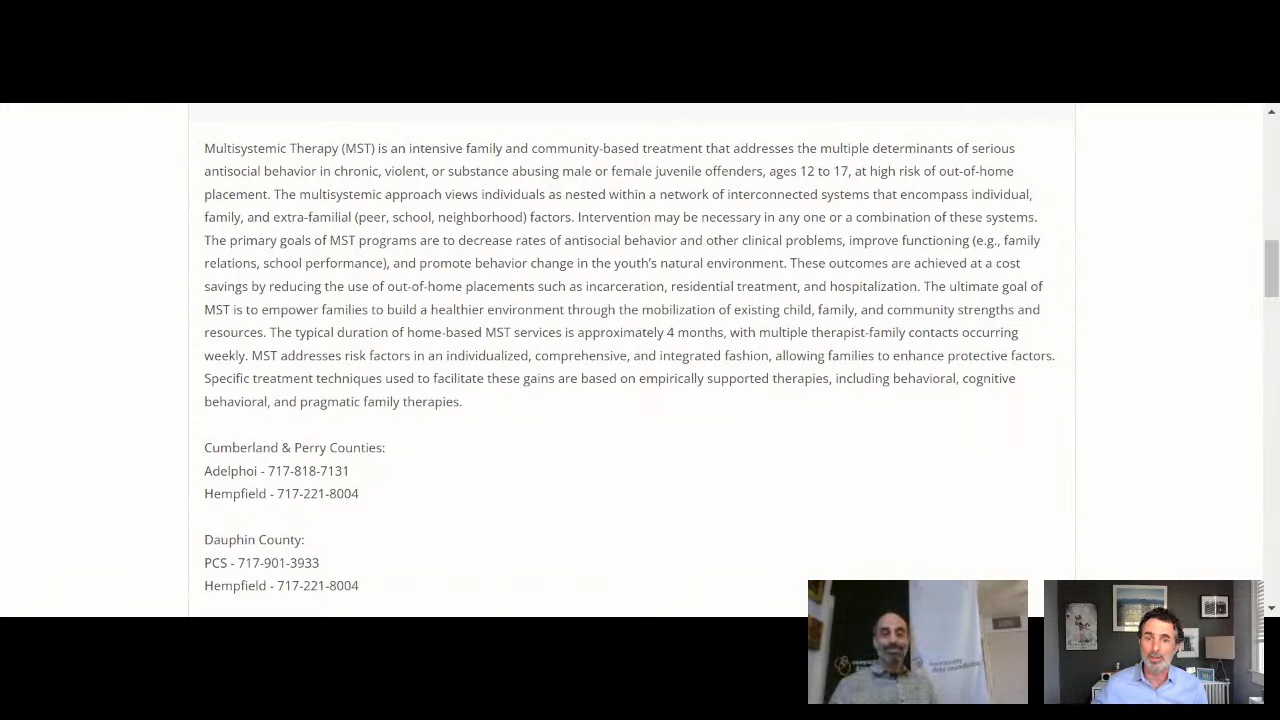 Multisystemic Therapy (MST) is an intensive family and community-based treatment that addresses the multiple determinants of serious
antisocial behavior in chronic, violent, or substance abusing male or female juvenile offenders, ages 12 to 17, at high risk of out-of-home
placement. The multisystemic approach views individuals as nested within a network of interconnected systems that encompass individual,
family, and extra-familial (peer, school, neighborhood) factors. Intervention may be necessary in any one or a combination of these systems.
The primary goals of MST programs are to decrease rates of antisocial behavior and other clinical problems, improve functioning (e.g., family
relations, school performance), and promote behavior change in the youth’s natural environment. These outcomes are achieved at a cost
savings by reducing the use of out-of-home placements such as incarceration, residential treatment, and hospitalization. The ultimate goal of
MST is to empower families to build a healthier environment through the mobilization of existing child, family, and community strengths and
resources. The typical duration of home-based MST services is approximately 4 months, with multiple therapist-family contacts occurring
weekly. MST addresses risk factors in an individualized, comprehensive, and integrated fashion, allowing families to enhance protective factors.
Specific treatment techniques used to facilitate these gains are based on empirically supported therapies, including behavioral, cognitive
behavioral, and pragmatic family therapies.
Cumberland & Perry Counties:
Adelphoi - 717-818-7131
Hempfield - 717-221-8004
Dauphin County:
PCS - 717-901-3933
Hempfield - 717-221-8004